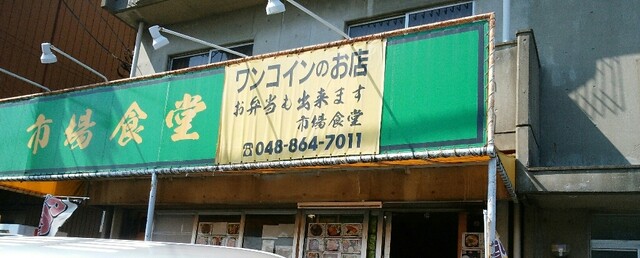 市場食堂
ワンコインのお店
お弁当も出来ます
市場食堂
☎048-864-7011